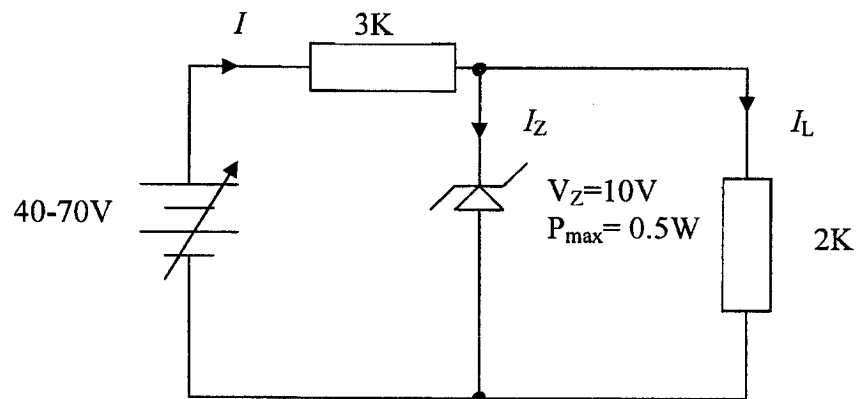 I
3K
I_Z
I_L
40-70V
V_Z=10V
P_max= 0.5W
2K